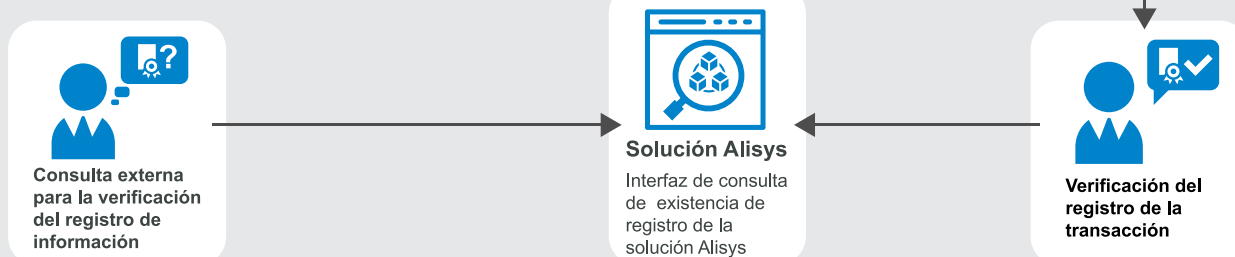 Consulta externa
para la verificación
del registro de
información
Solución Alisys
Interfaz de consulta
de existencia de
registro de la
solución Alisys
Verificación del
registro de la
transacción